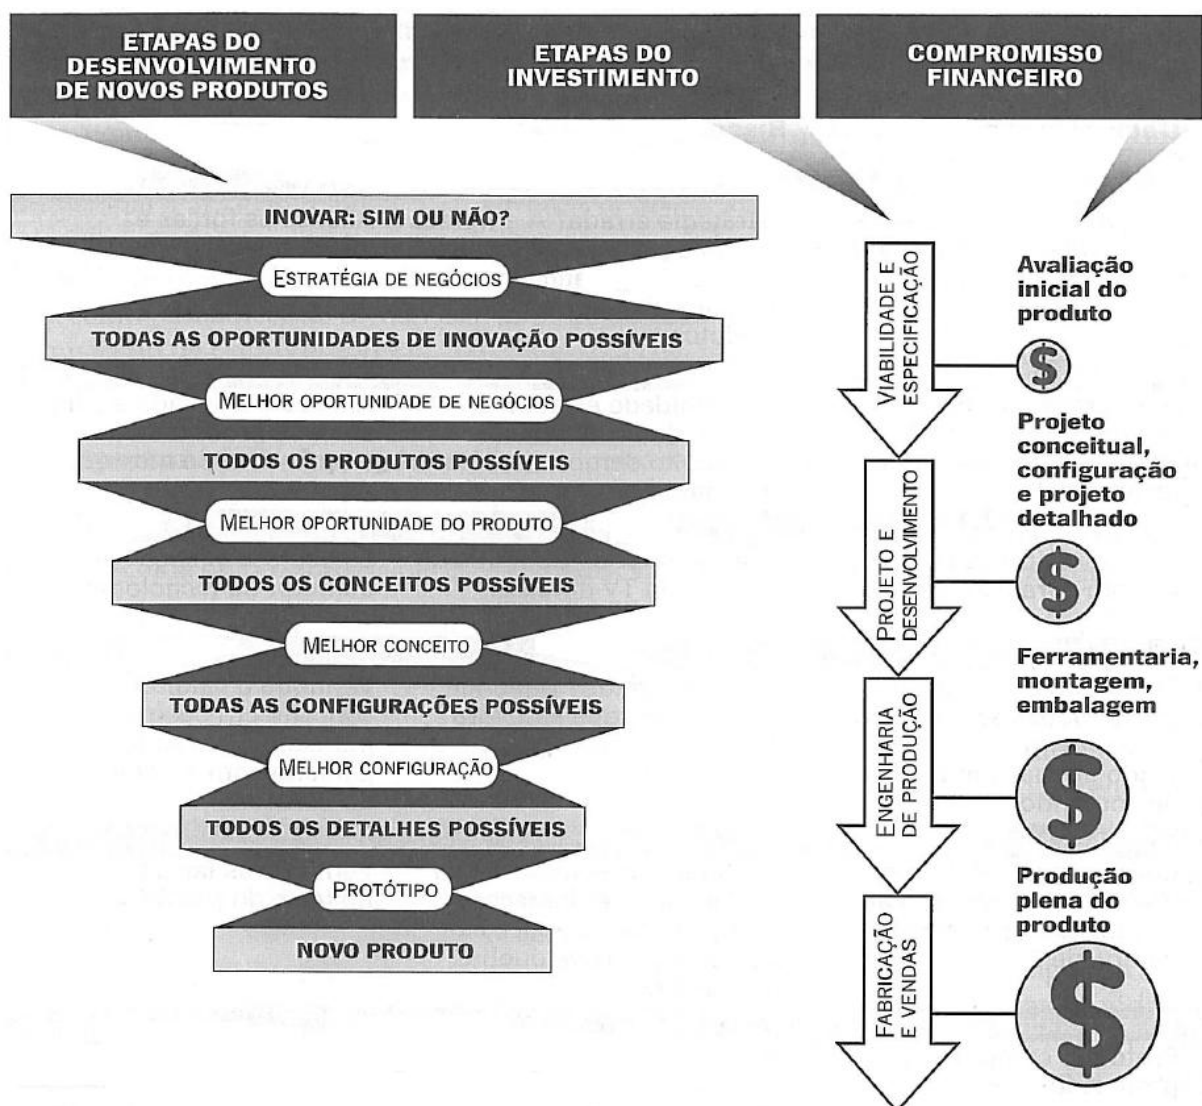 ETAPAS DO
DESENVOLVIMENTO
DE NOVOS PRODUTOS
ETAPAS DO
INVESTIMENTO
COMPROMISSO
FINANCEIRO
INOVAR: SIM OU NÃO?
ESTRATÉGIA DE NEGÓCIOS
TODAS AS OPORTUNIDADES DE INOVAÇÃO POSSÍVEIS
MELHOR OPORTUNIDADE DE NEGÓCIOS
TODOS OS PRODUTOS POSSÍVEIS
MELHOR OPORTUNIDADE DO PRODUTO
TODOS OS CONCEITOS POSSÍVEIS
MELHOR CONCEITO
TODAS AS CONFIGURAÇÕES POSSÍVEIS
MELHOR CONFIGURAÇÃO
TODOS OS DETALHES POSSÍVEIS
PROTÓTIPO
NOVO PRODUTO
VIABILIDADE E
ESPECIFICAÇÃO
Avaliação
inicial do
produto
$
PROJETO E
DESENVOLVIMENTO
Projeto
conceitual,
configuração
e projeto
detalhado
$
ENGENHARIA
DE PRODUÇÃO
Ferramentaria,
montagem,
embalagem
$
FABRICAÇÃO
E VENDAS
Produção
plena do
produto
$